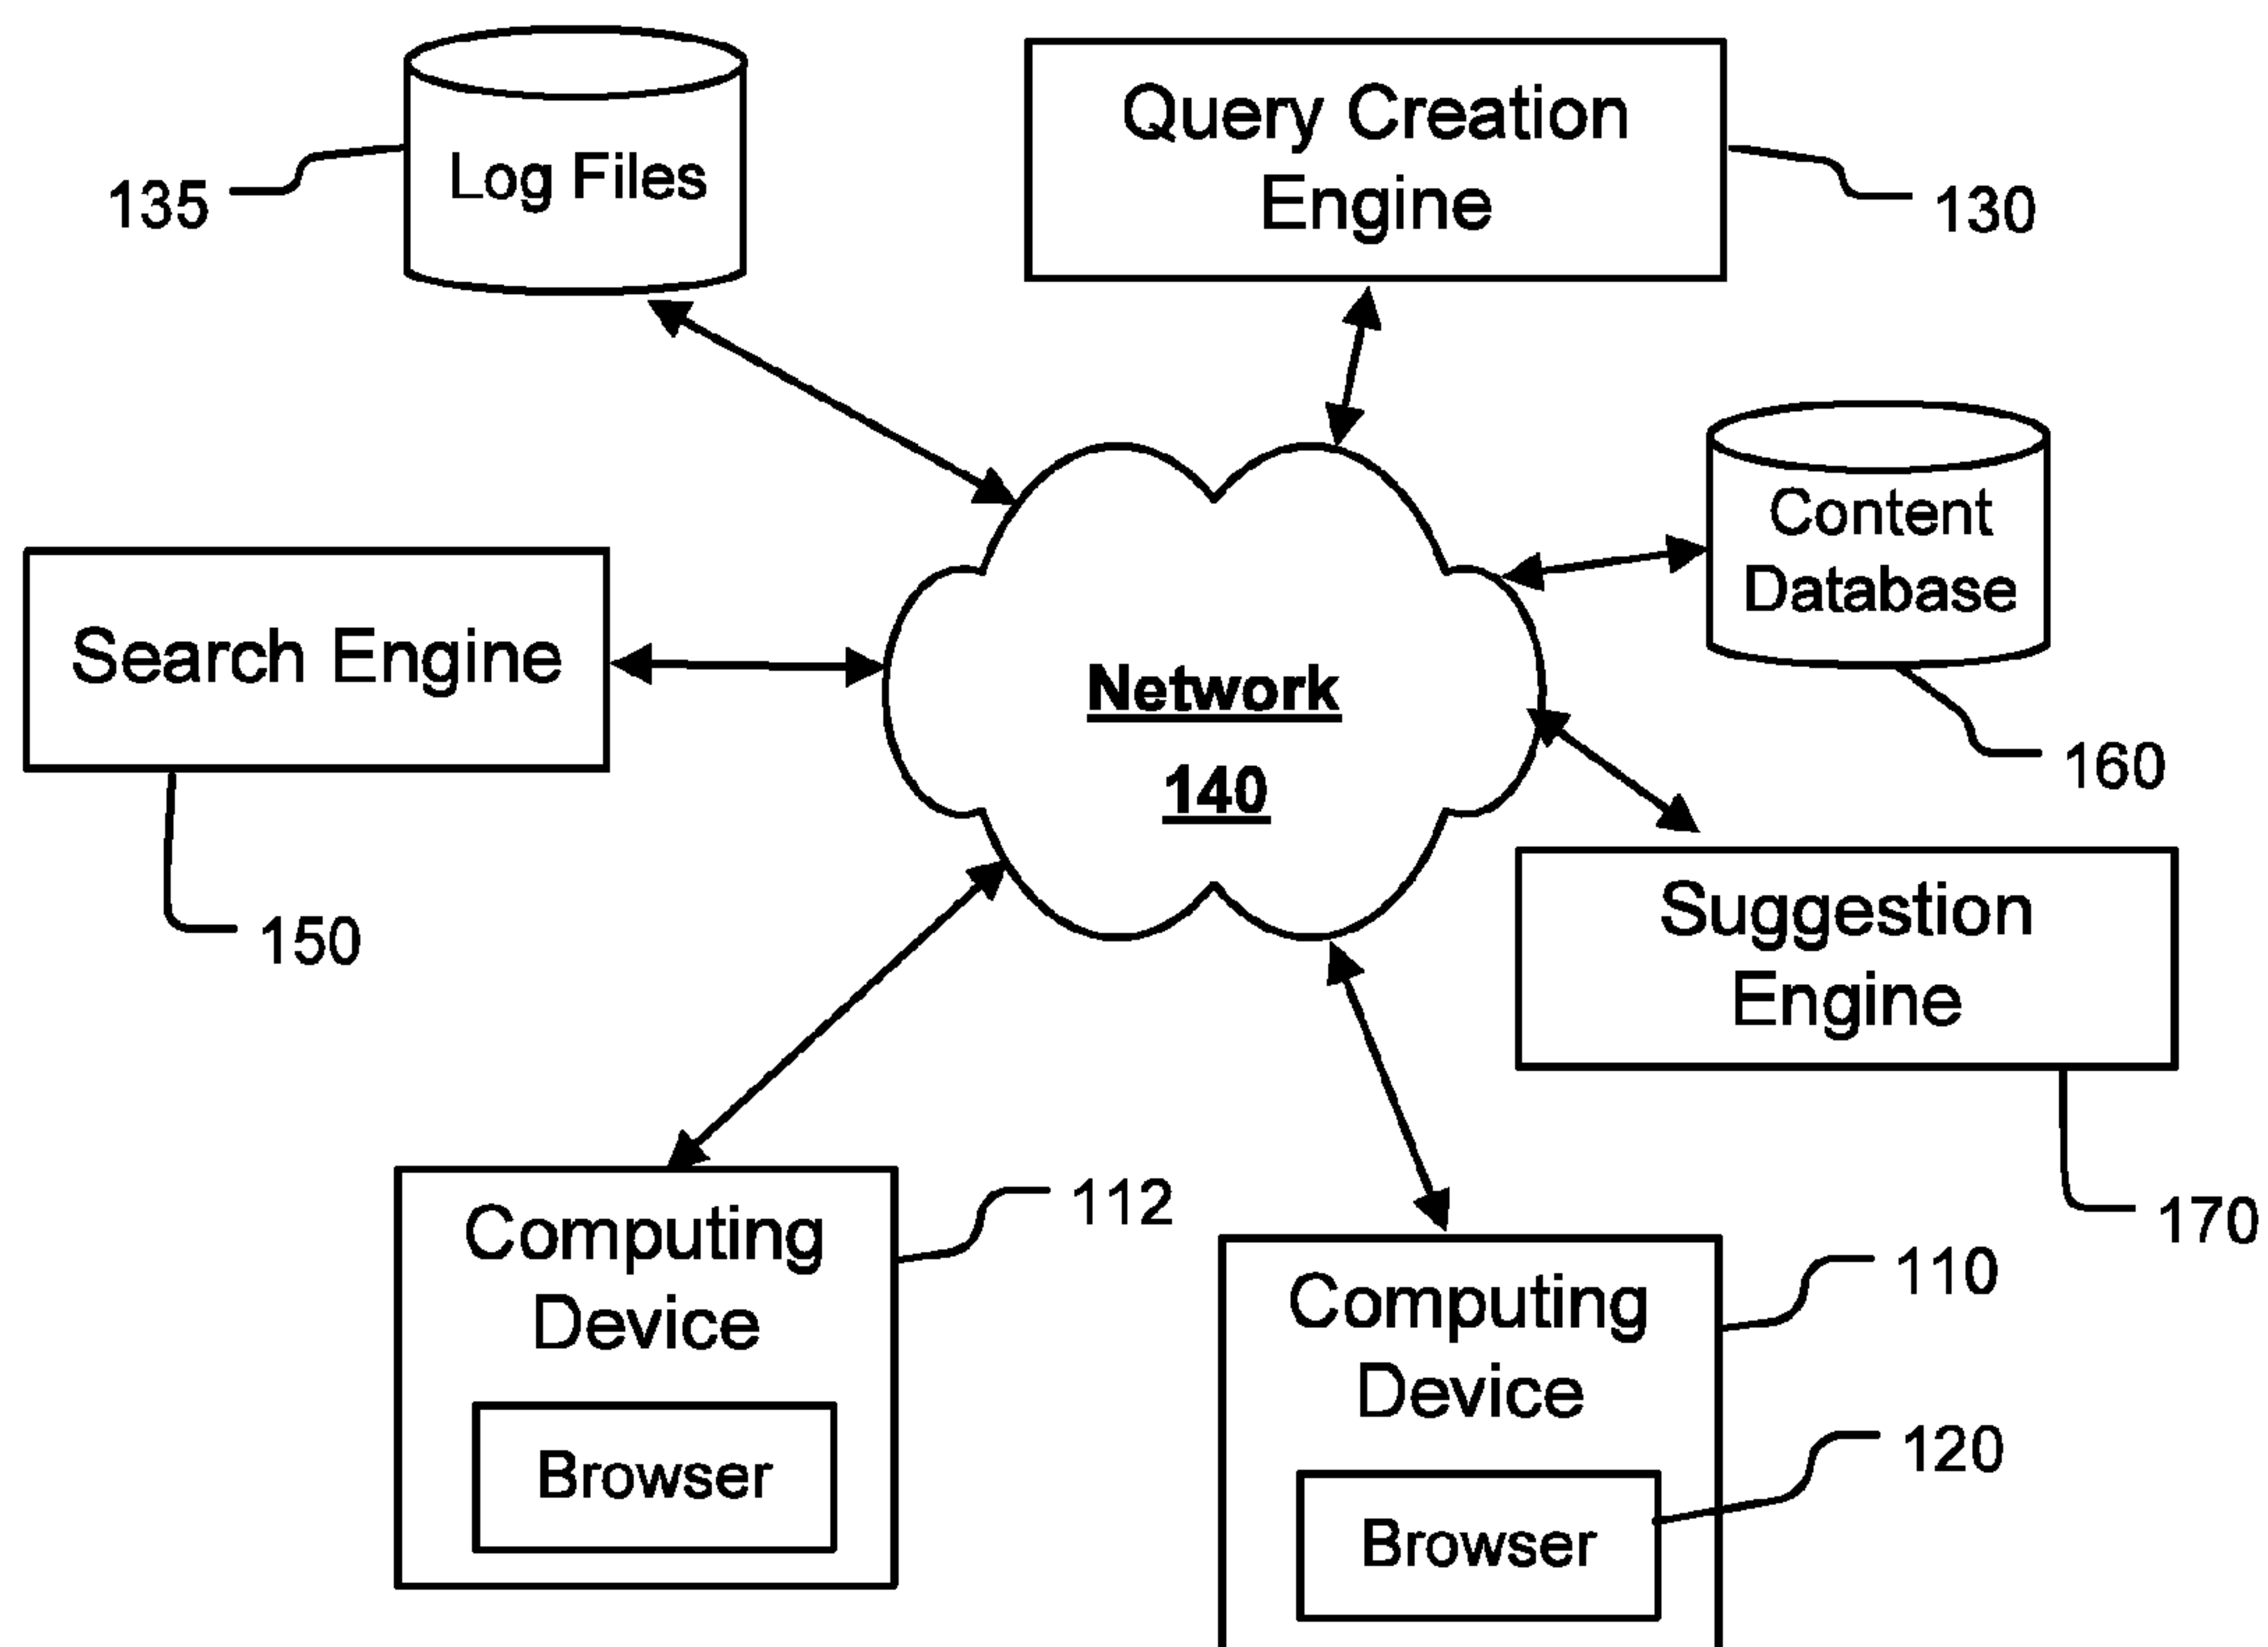 Log Files
135
Query Creation
Engine
130
Content
Database
160
Search Engine
150
Network
140
Suggestion
Engine
170
Computing
Device
112
Browser
Computing
Device
110
Browser
120